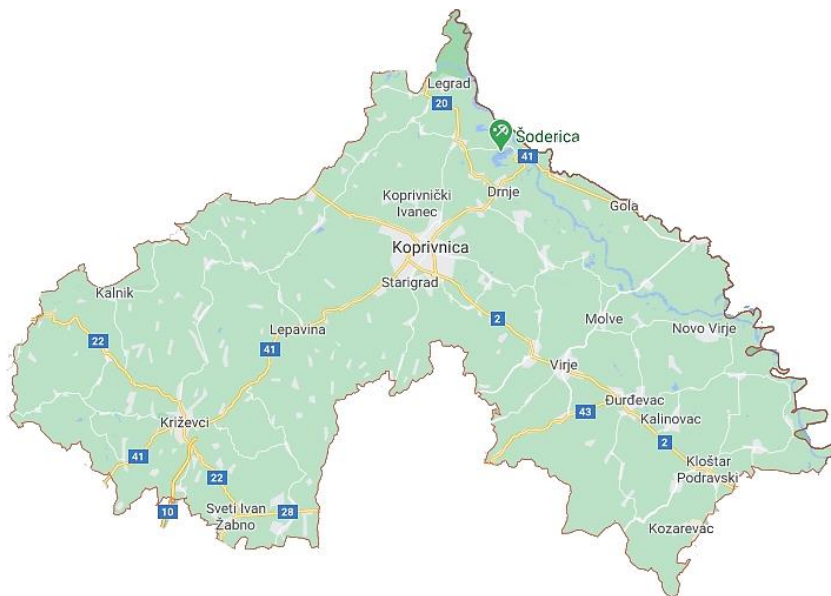 Legrad
20
Šoderica
41
Drnje
Koprivnički
Ivanec
Gola
Koprivnica
Starigrad
Kalnik
2
Molve
Lepavina
Novo Virje
22
41
Virje
Đurđevac
43
Kalinovac
Križevci
2
41
Kloštar
Podravski
22
10
Sveti Ivan
Žabno
28
Kozarevac